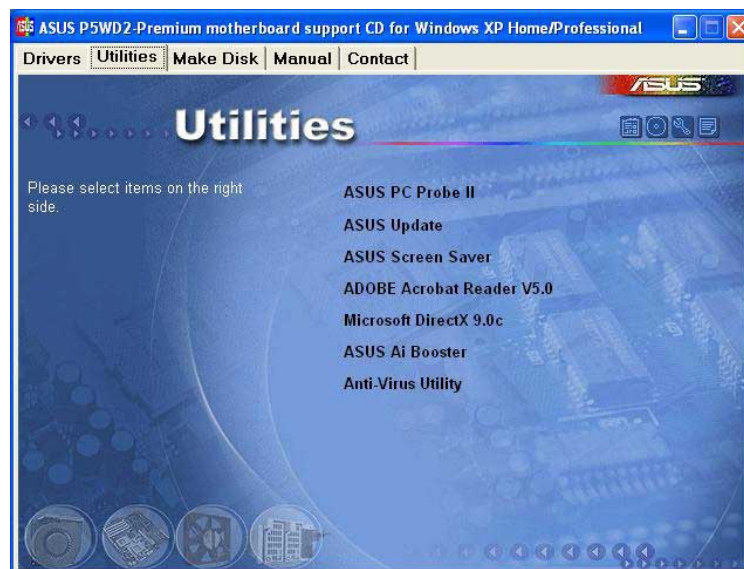 ASUS P5WD2-Premium motherboard support CD for Windows XP Home/Professional
Drivers Utilities Make Disk Manual Contact
ASUS
Utilities
Please select items on the right
side.
ASUS PC Probe II
ASUS Update
ASUS Screen Saver
ADOBE Acrobat Reader V5.0
Microsoft DirectX 9.0c
ASUS Ai Booster
Anti-Virus Utility